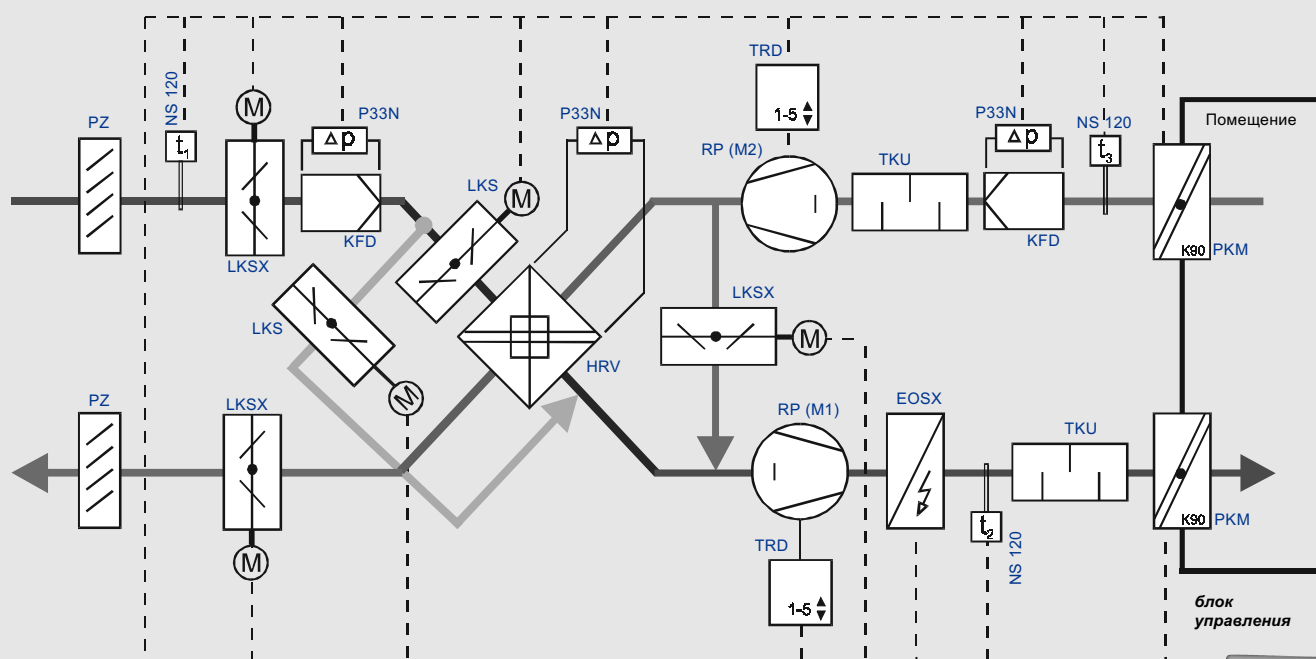 TRD
NS 120
M
P33N
P33N
P33N
PZ
Δp
Δp
1-5
Δp
NS 120
Помещение
t1
RP (M2)
TKU
t3
LKS
M
KFD
KFD
LKSX
K90
PKM
LKSX
LKS
M
HRV
PZ
LKSX
M
EOSX
RP (M1)
TKU
K90
PKM
t2
NS 120
TRD
M
1-5
блок
управления